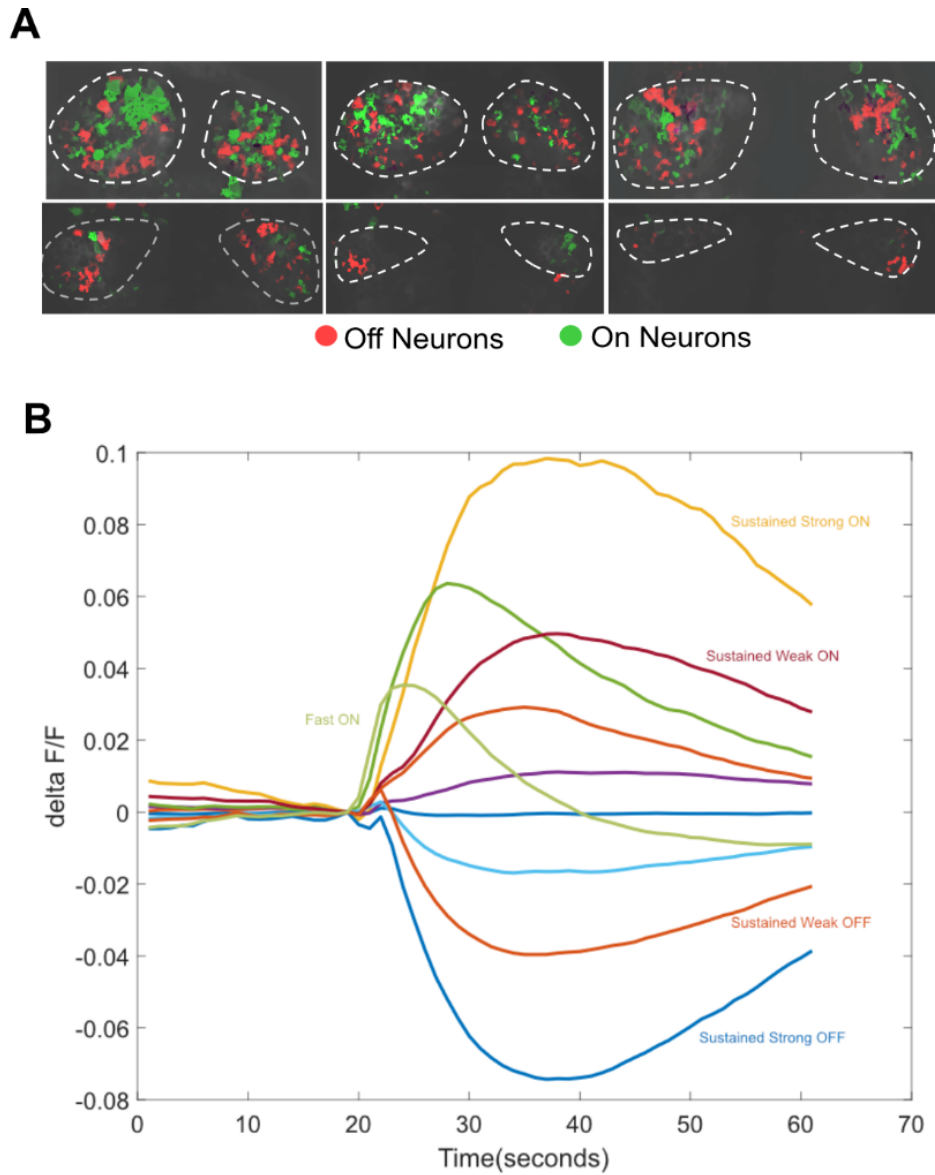 A
Off Neurons On Neurons
B
0.1
0.08
0.06
0.04
0.02
0
-0.02
-0.04
-0.06
-0.08
delta F/F
Sustained Strong ON
Sustained Weak ON
Fast ON
Sustained Weak OFF
Sustained Strong OFF
0 10 20 30 40 50 60 70
Time(seconds)